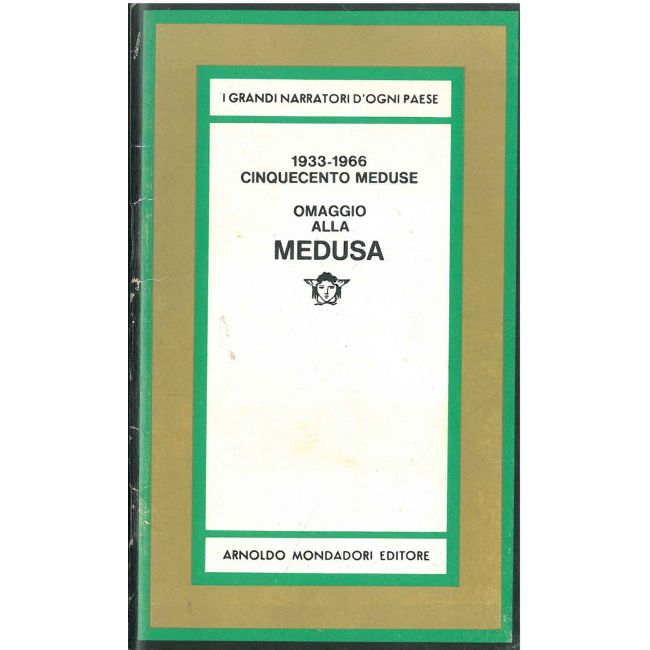 I GRANDI NARRATORI D'OGNI PAESE
1933-1966
CINQUECENTO MEDUSE
OMAGGIO
ALLA
MEDUSA
ARNOLDO MONDADORI EDITORE